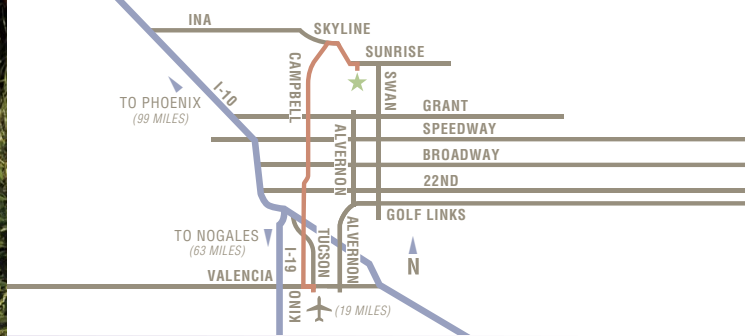 INA
SKYLINE
SUNRISE
CAMPBELL
SWAN
I-10
TO PHOENIX
(99 MILES)
GRANT
SPEEDWAY
ALVERNON
BROADWAY
22ND
GOLF LINKS
TO NOGALES
(63 MILES)
I-19
TUCSON
ALVERNON
N
VALENCIA
KINO
(19 MILES)